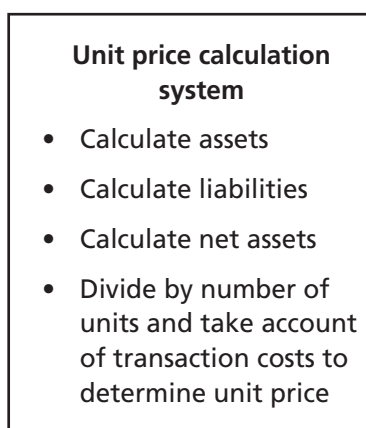 Unit price calculation
system
• Calculate assets
• Calculate liabilities
• Calculate net assets
• Divide by number of
units and take account
of transaction costs to
determine unit price